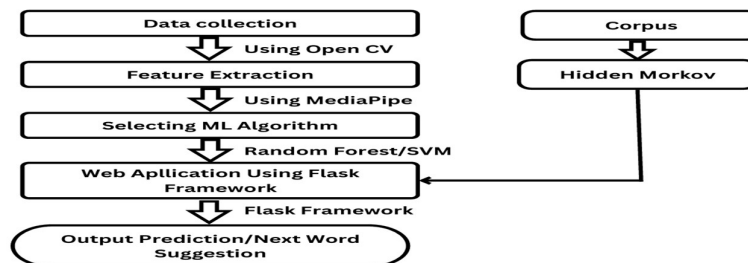 Data collection
Using Open CV
Feature Extraction
Using MediaPipe
Selecting ML Algorithm
Random Forest/SVM
Web Apllication Using Flask
Framework
Flask Framework
Output Prediction/Next Word
Suggestion
Corpus
Hidden Morkov